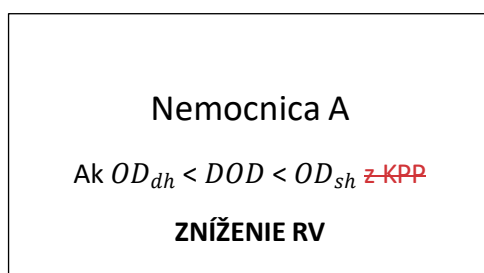 Nemocnica A
Ak OD_dh < DOD < OD_sh z KPP
ZNÍŽENIE RV